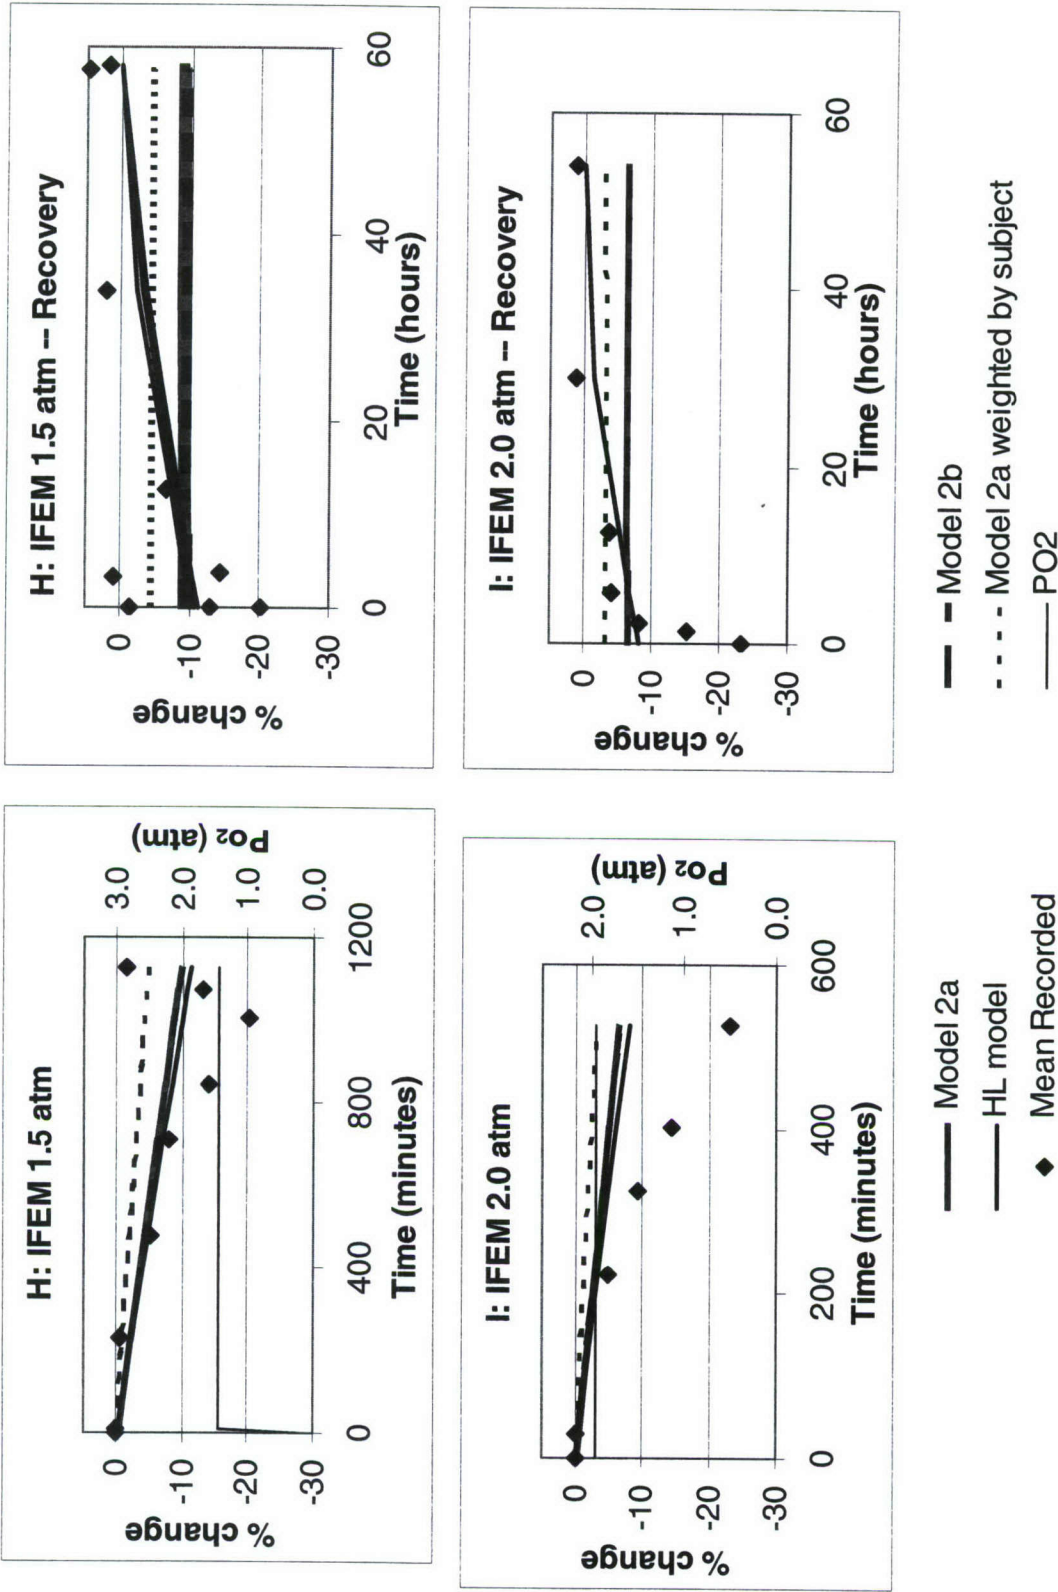 H: IFEM 1.5 atm
0
-10
-20
-30
% change
3.0
2.0
1.0
0.0
Po2 (atm)
0
400
800
1200
Time (minutes)
H: IFEM 1.5 atm -- Recovery
0
-10
-20
-30
% change
0
20
40
60
Time (hours)
I: IFEM 2.0 atm
0
-10
-20
-30
% change
2.0
1.0
0.0
Po2 (atm)
0
200
400
600
Time (minutes)
I: IFEM 2.0 atm -- Recovery
0
-10
-20
-30
% change
0
20
40
60
Time (hours)
Model 2a
Model 2b
HL model
Model 2a weighted by subject
Mean Recorded
PO2